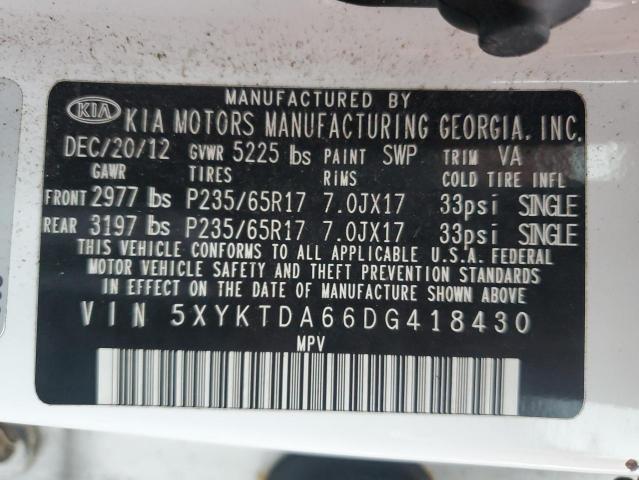 MANUFACTURED BY
KIA KIA MOTORS MANUFACTURING GEORGIA, INC.
DEC/20/12 GVWR 5225 lbs PAINT SWP TRIM VA
GAWR TIRES RIMS COLD TIRE INFL
FRONT 2977 lbs P235/65R17 7.0JX17 33psi SINGLE
REAR 3197 lbs P235/65R17 7.0JX17 33psi SINGLE
THIS VEHICLE CONFORMS TO ALL APPLICABLE U.S.A. FEDERAL
MOTOR VEHICLE SAFETY AND THEFT PREVENTION STANDARDS
IN EFFECT ON THE DATE OF MANUFACTURE SHOWN ABOVE
VIN 5XYKTDA66DG418430
MPV